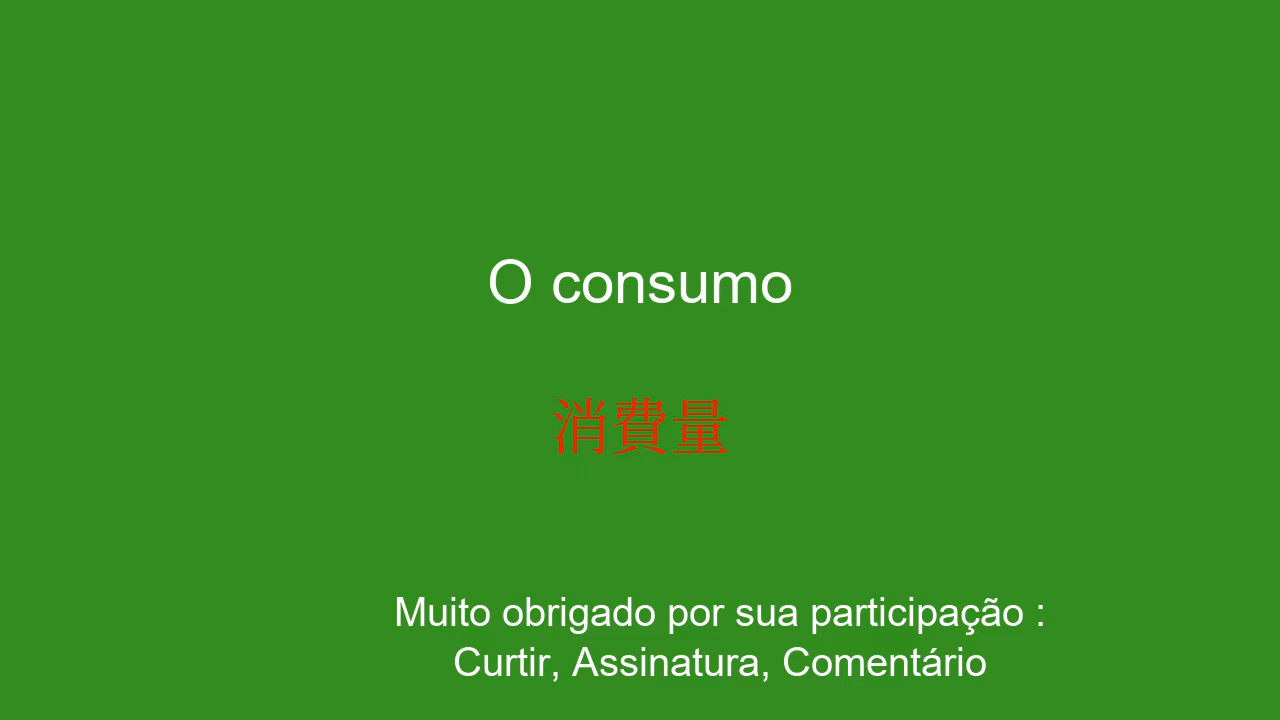 O consumo
消費量
Muito obrigado por sua participação :
Curtir, Assinatura, Comentário